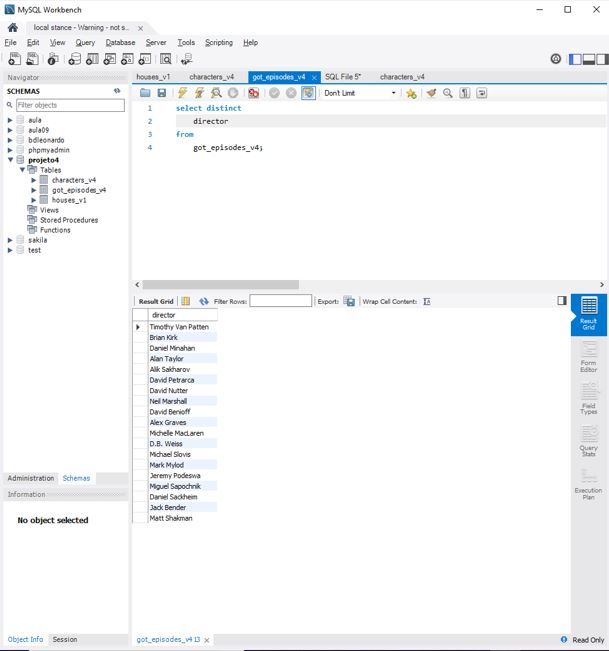 MySQL Workbench
local stance - Warning - not s...
File Edit View Query Database Server Tools Scripting Help
Navigator
SCHEMAS
Filter objects
aula
aula09
bdleonardo
phpmyadmin
projeto4
Tables
characters_v4
got_episodes_v4
houses_v1
Views
Stored Procedures
Functions
sakila
test
Administration Schemas
Information
No object selected
Object Info Session
houses_v1 characters_v4 got_episodes_v4 SQL File 5* characters_v4
Don't Limit
1 select distinct
2 director
3 from
4 got_episodes_v4;
Result Grid Filter Rows: Export: Wrap Cell Content:
director
Timothy Van Patten
Brian Kirk
Daniel Minahan
Alan Taylor
Alik Sakharov
David Petrarca
David Nutter
Neil Marshall
David Benioff
Alex Graves
Michelle MacLaren
D.B. Weiss
Michael Slovis
Mark Mylod
Jeremy Podeswa
Miguel Sapochnik
Daniel Sackheim
Jack Bender
Matt Shakman
Result
Grid
Form
Editor
Field
Types
Query
Stats
Execution
Plan
got_episodes_v4 13
Read Only